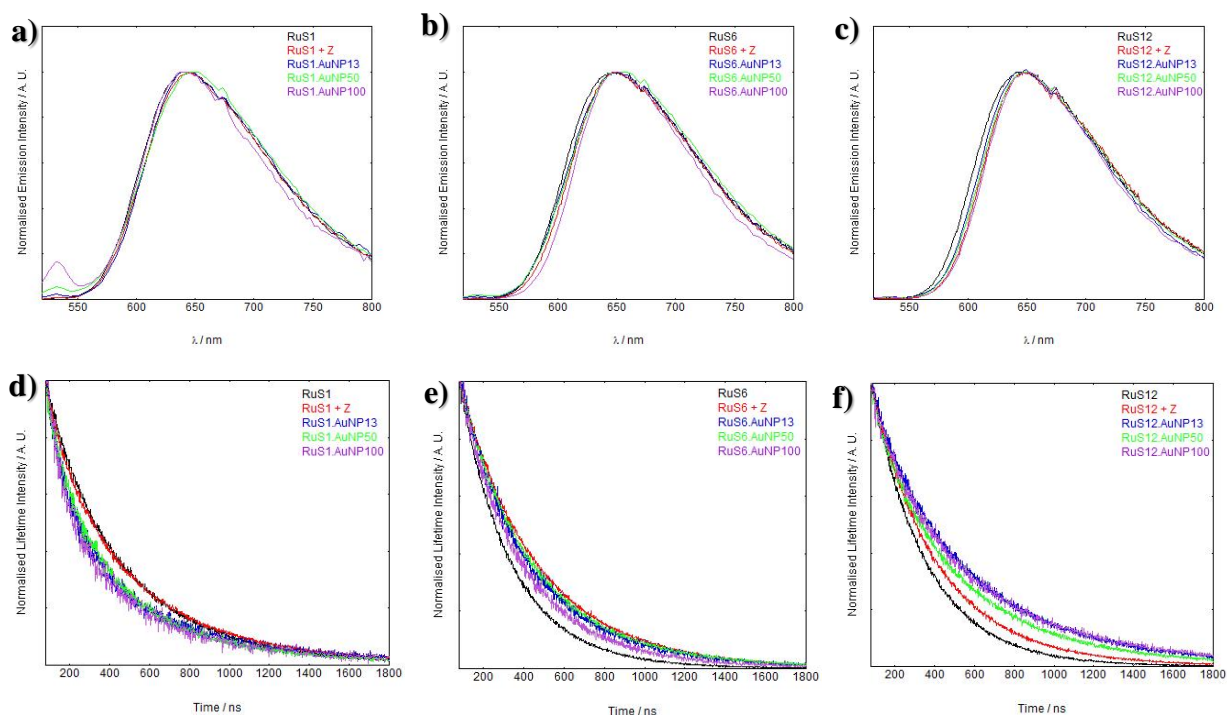 a)
RuS1
RuS1 + Z
RuS1.AuNP13
RuS1.AuNP50
RuS1.AuNP100
Normalised Emission Intensity / A. U.
550 600 650 700 750 800
λ / nm
b)
RuS6
RuS6 + Z
RuS6.AuNP13
RuS6.AuNP50
RuS6.AuNP100
Normalised Emission Intensity / A. U.
550 600 650 700 750 800
λ / nm
c)
RuS12
RuS12 + Z
RuS12.AuNP13
RuS12.AuNP50
RuS12.AuNP100
Normalised Emission Intensity / A. U.
550 600 650 700 750 800
λ / nm
d)
RuS1
RuS1 + Z
RuS1.AuNP13
RuS1.AuNP50
RuS1.AuNP100
Normalised Lifetime Intensity / A. U.
200 400 600 800 1000 1200 1400 1600 1800
Time / ns
e)
RuS6
RuS6 + Z
RuS6.AuNP13
RuS6.AuNP50
RuS6.AuNP100
Normalised Lifetime Intensity / A. U.
200 400 600 800 1000 1200 1400 1600 1800
Time / ns
f)
RuS12
RuS12 + Z
RuS12.AuNP13
RuS12.AuNP50
RuS12.AuNP100
Normalised Lifetime Intensity / A. U.
200 400 600 800 1000 1200 1400 1600 1800
Time / ns